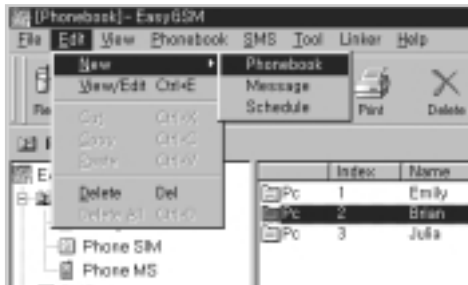 [Phonebook] - EasyGSM
File Edit View Phonebook SMS Tool Linker Help
New Phonebook
View/Edit Ctrl+E Message
Schedule Print Delete
Cut Ctrl+X
Copy Ctrl+C
Paste Ctrl+V
Index Name
Delete Del Pc 1 Emily
Delete All Ctrl+D Pc 2 Brian
Phone SIM Pc 3 Julia
Phone MS